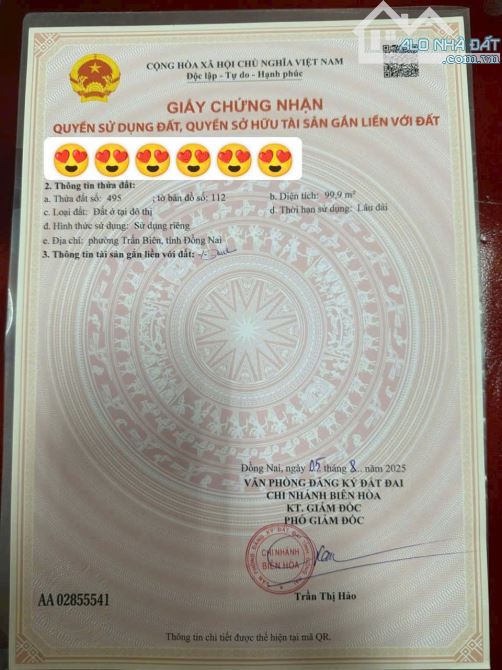 ALO NHÀ ĐẤT
.com.vn
CỘNG HÒA XÃ HỘI CHỦ NGHĨA VIỆT NAM
Độc lập - Tự do - Hạnh phúc
GIẤY CHỨNG NHẬN
QUYỀN SỬ DỤNG ĐẤT, QUYỀN SỞ HỮU TÀI SẢN GẮN LIỀN VỚI ĐẤT
2. Thông tin thửa đất:
a. Thửa đất số: 495 ; tờ bản đồ số: 112 b. Diện tích: 99,9 m²
c. Loại đất: Đất ở tại đô thị d. Thời hạn sử dụng: Lâu dài
đ. Hình thức sử dụng: Sử dụng riêng
e. Địa chỉ: phường Trấn Biên, tỉnh Đồng Nai
3. Thông tin tài sản gắn liền với đất:
Đồng Nai, ngày 05 tháng 8 năm 2025
VĂN PHÒNG ĐĂNG KÝ ĐẤT ĐAI
CHI NHÁNH BIÊN HÒA
KT. GIÁM ĐỐC
PHÓ GIÁM ĐỐC
CHI NHÁNH
BIÊN HÒA
AA 02855541
Trần Thị Hảo
Thông tin chi tiết được thể hiện tại mã QR.